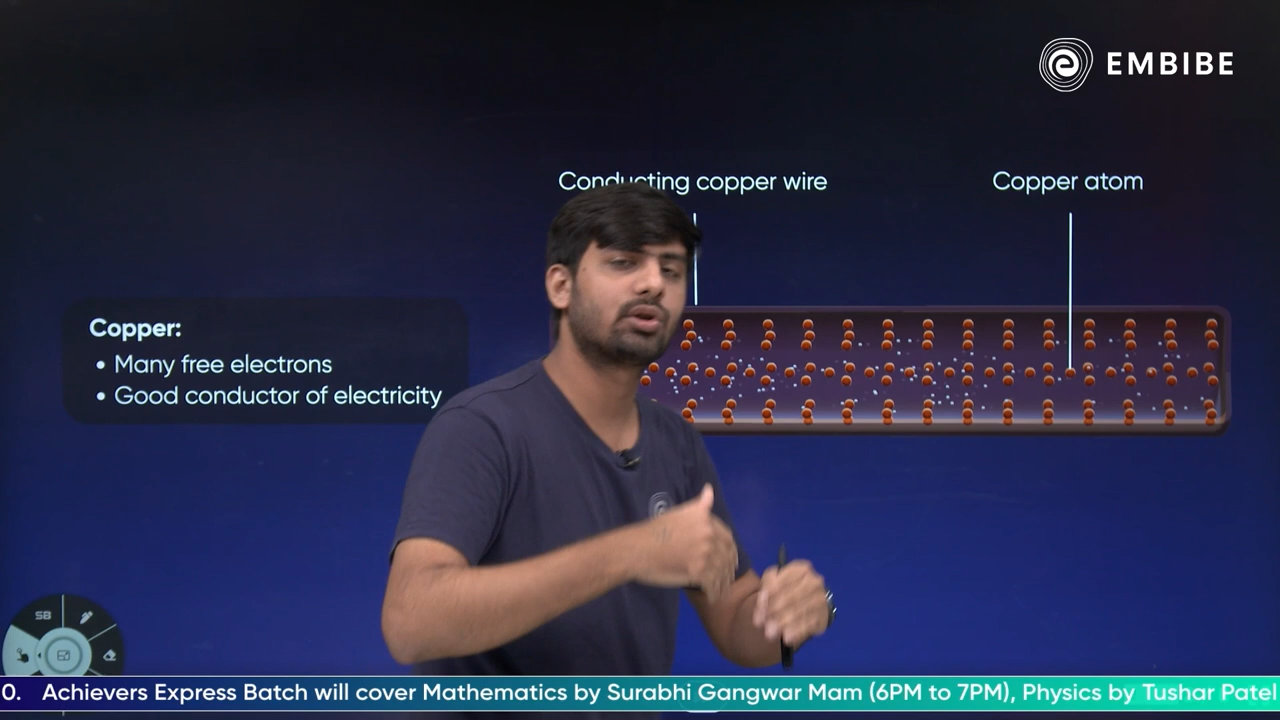 EMBIBE
Conducting copper wire
Copper atom
Copper:
• Many free electrons
• Good conductor of electricity
SB
0. Achievers Express Batch will cover Mathematics by Surabhi Gangwar Mam (6PM to 7PM), Physics by Tushar Patel